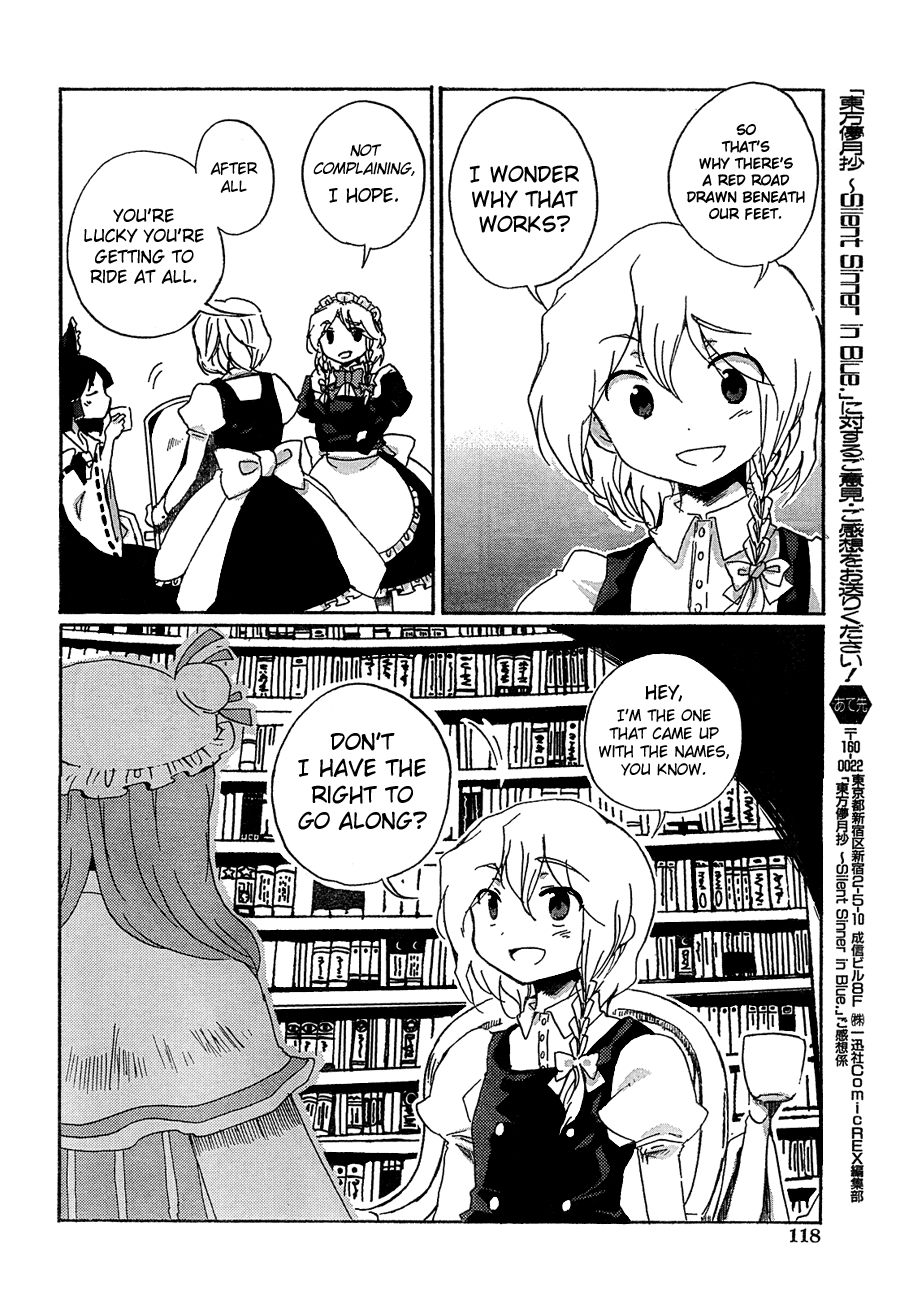 SO
THAT'S
WHY THERE'S
A RED ROAD
DRAWN BENEATH
OUR FEET.
I WONDER
WHY THAT
WORKS?
NOT
COMPLAINING,
I HOPE.
AFTER
ALL
YOU'RE
LUCKY YOU'RE
GETTING TO
RIDE AT ALL.
HEY,
I'M THE ONE
THAT CAME UP
WITH THE NAMES,
YOU KNOW.
DON'T
I HAVE THE
RIGHT TO
GO ALONG?
「東方儚月抄 ～Silent Sinner in Blue.」に対するご意見・ご感想をお送りください!
あて先
〒160-0022 東京都新宿区新宿2-5-10 成信ビル8F ㈱一迅社ComicREX編集部
「東方儚月抄 ～Silent Sinner in Blue.」ご感想係
118